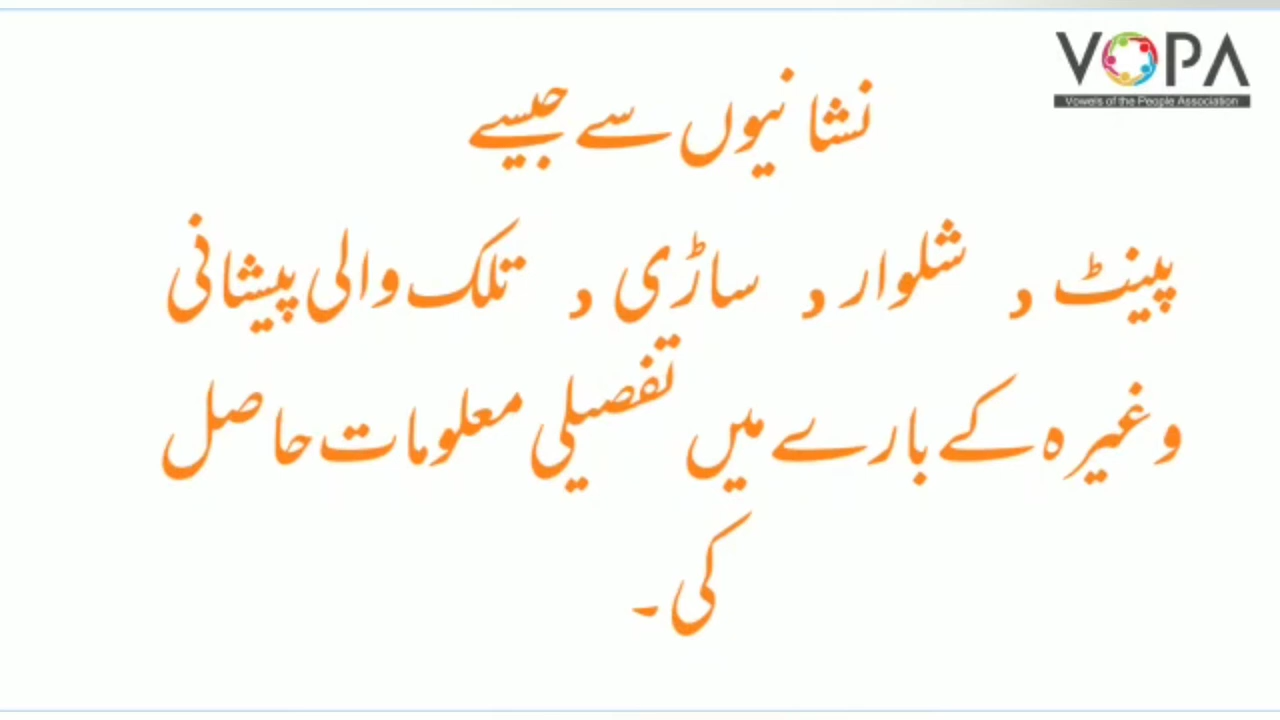 VOPA
Vowels of the People Association
نشانیوں سے جیسے
پینٹ , شلوار , ساڑی , تلک والی پیشانی
وغیرہ کے بارے میں تفصیلی معلومات حاصل
کی۔